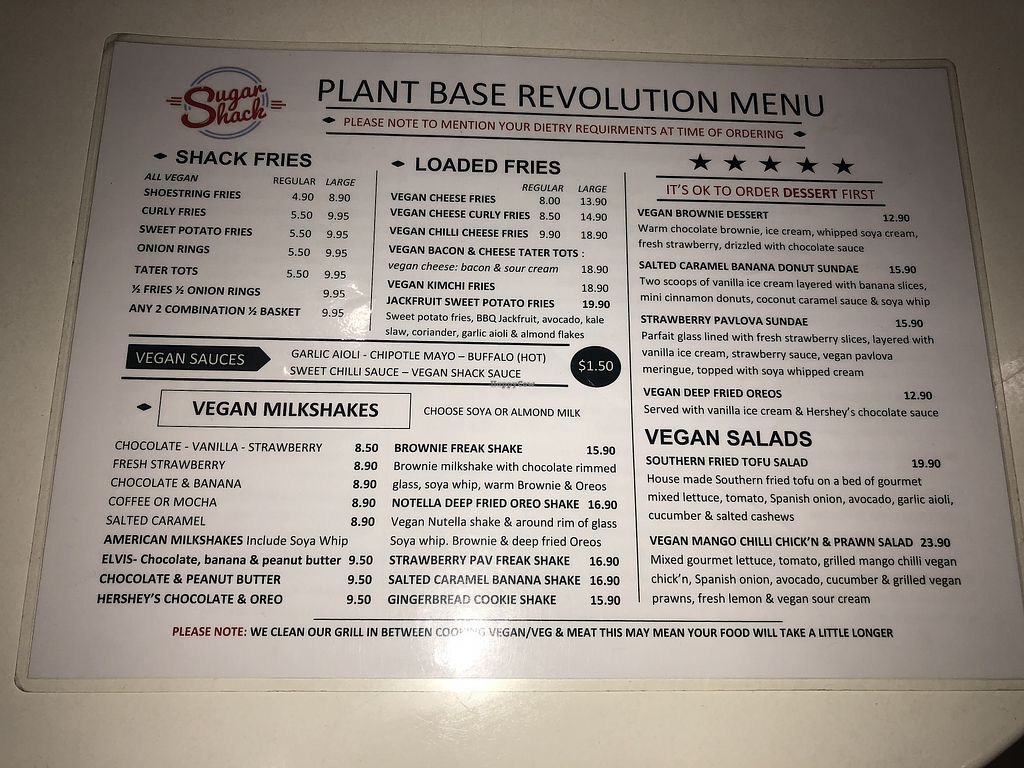 Sugar
Shack
PLANT BASE REVOLUTION MENU
PLEASE NOTE TO MENTION YOUR DIETRY REQUIRMENTS AT TIME OF ORDERING
SHACK FRIES
ALL VEGAN REGULAR LARGE
SHOESTRING FRIES 4.90 8.90
CURLY FRIES 5.50 9.95
SWEET POTATO FRIES 5.50 9.95
ONION RINGS 5.50 9.95
TATER TOTS 5.50 9.95
½ FRIES ½ ONION RINGS 9.95
ANY 2 COMBINATION ½ BASKET 9.95
LOADED FRIES
REGULAR LARGE
VEGAN CHEESE FRIES 8.00 13.90
VEGAN CHEESE CURLY FRIES 8.50 14.90
VEGAN CHILLI CHEESE FRIES 9.90 18.90
VEGAN BACON & CHEESE TATER TOTS :
vegan cheese: bacon & sour cream 18.90
VEGAN KIMCHI FRIES 18.90
JACKFRUIT SWEET POTATO FRIES 19.90
Sweet potato fries, BBQ Jackfruit, avocado, kale
slaw, coriander, garlic aioli & almond flakes
VEGAN SAUCES
GARLIC AIOLI - CHIPOTLE MAYO – BUFFALO (HOT)
SWEET CHILLI SAUCE – VEGAN SHACK SAUCE
$1.50
HappyCow
VEGAN MILKSHAKES
CHOOSE SOYA OR ALMOND MILK
CHOCOLATE - VANILLA - STRAWBERRY 8.50
FRESH STRAWBERRY 8.90
CHOCOLATE & BANANA 8.90
COFFEE OR MOCHA 8.90
SALTED CARAMEL 8.90
AMERICAN MILKSHAKES Include Soya Whip
ELVIS- Chocolate, banana & peanut butter 9.50
CHOCOLATE & PEANUT BUTTER 9.50
HERSHEY'S CHOCOLATE & OREO 9.50
BROWNIE FREAK SHAKE 15.90
Brownie milkshake with chocolate rimmed
glass, soya whip, warm Brownie & Oreos
NOTELLA DEEP FRIED OREO SHAKE 16.90
Vegan Nutella shake & around rim of glass
Soya whip. Brownie & deep fried Oreos
STRAWBERRY PAV FREAK SHAKE 16.90
SALTED CARAMEL BANANA SHAKE 16.90
GINGERBREAD COOKIE SHAKE 15.90
IT'S OK TO ORDER DESSERT FIRST
VEGAN BROWNIE DESSERT 12.90
Warm chocolate brownie, ice cream, whipped soya cream,
fresh strawberry, drizzled with chocolate sauce
SALTED CARAMEL BANANA DONUT SUNDAE 15.90
Two scoops of vanilla ice cream layered with banana slices,
mini cinnamon donuts, coconut caramel sauce & soya whip
STRAWBERRY PAVLOVA SUNDAE 15.90
Parfait glass lined with fresh strawberry slices, layered with
vanilla ice cream, strawberry sauce, vegan pavlova
meringue, topped with soya whipped cream
VEGAN DEEP FRIED OREOS 12.90
Served with vanilla ice cream & Hershey's chocolate sauce
VEGAN SALADS
SOUTHERN FRIED TOFU SALAD 19.90
House made Southern fried tofu on a bed of gourmet
mixed lettuce, tomato, Spanish onion, avocado, garlic aioli,
cucumber & salted cashews
VEGAN MANGO CHILLI CHICK'N & PRAWN SALAD 23.90
Mixed gourmet lettuce, tomato, grilled mango chilli vegan
chick'n, Spanish onion, avocado, cucumber & grilled vegan
prawns, fresh lemon & vegan sour cream
PLEASE NOTE: WE CLEAN OUR GRILL IN BETWEEN COOKING VEGAN/VEG & MEAT THIS MAY MEAN YOUR FOOD WILL TAKE A LITTLE LONGER